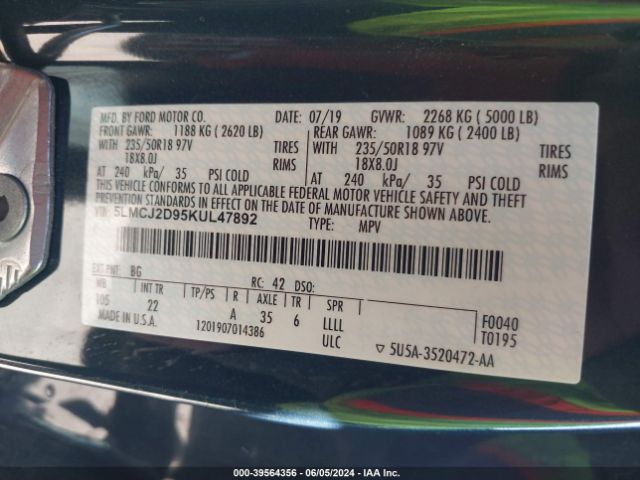 MFD. BY FORD MOTOR CO. DATE: 07/19 GVWR: 2268 KG ( 5000 LB)
FRONT GAWR: 1188 KG ( 2620 LB) REAR GAWR: 1089 KG ( 2400 LB)
WITH 235/50R18 97V TIRES WITH 235/50R18 97V TIRES
18X8.0J RIMS 18X8.0J RIMS
AT 240 kPa/ 35 PSI COLD AT 240 kPa/ 35 PSI COLD
THIS VEHICLE CONFORMS TO ALL APPLICABLE FEDERAL MOTOR VEHICLE SAFETY AND THEFT
PREVENTION STANDARDS IN EFFECT ON THE DATE OF MANUFACTURE SHOWN ABOVE.
VIN: 5LMCJ2D95KUL47892
TYPE: MPV
EXT PNT: BG RC: 42 DSO:
WB INT TR TP/PS R AXLE TR SPR
105 22 A 35 6 LLLL F0040
MADE IN U.S.A. 1201907014386 ULC T0195
▽ 5U5A-3520472-AA
000-39564356 | 06/05/2024 | IAA Inc.